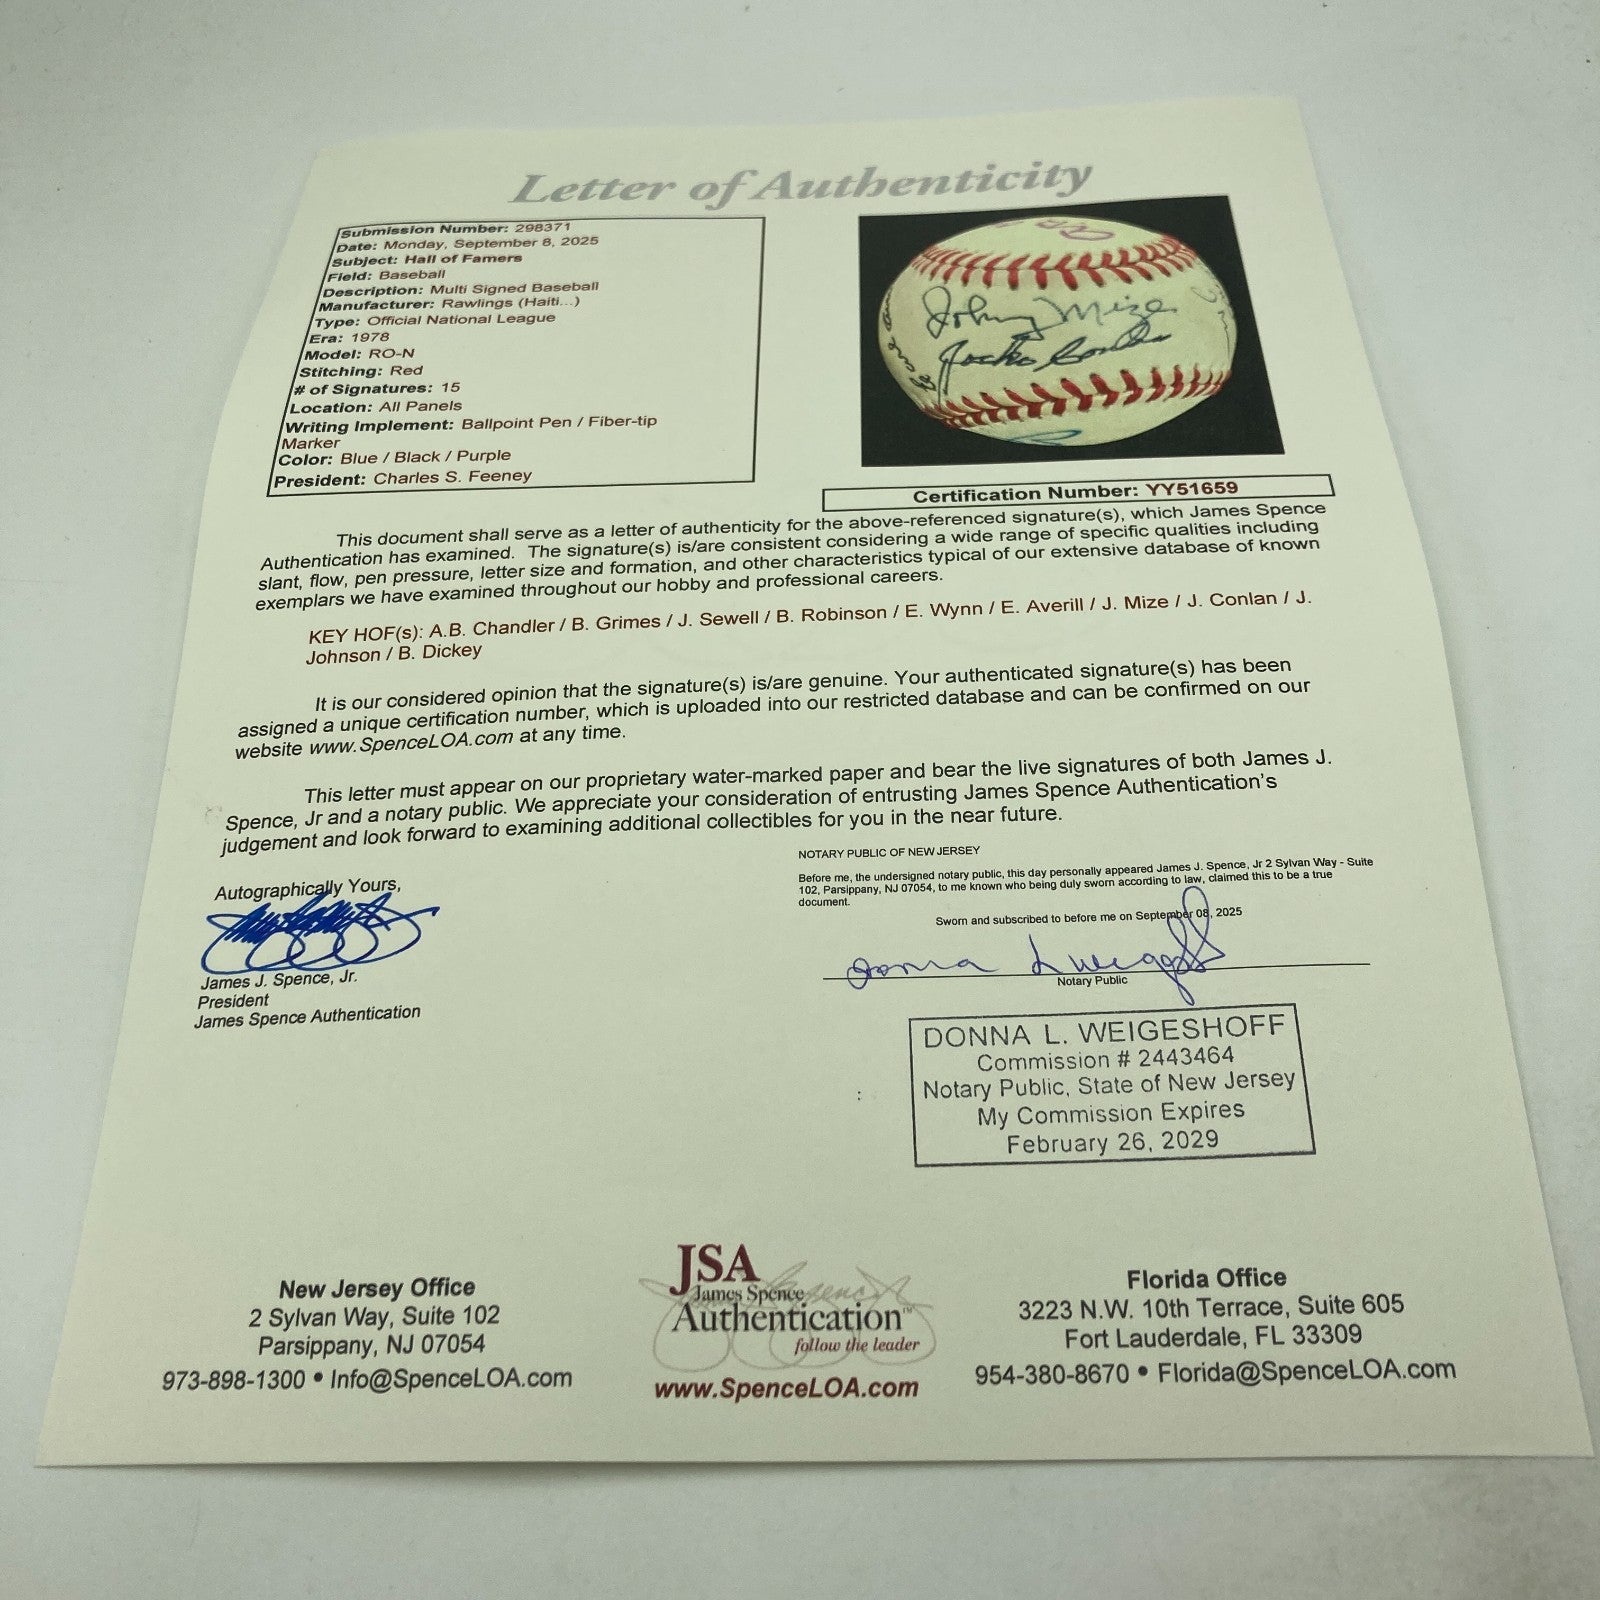 Letter of Authenticity
Submission Number: 298371
Date: Monday, September 8, 2025
Subject: Hall of Famers
Field: Baseball
Description: Multi Signed Baseball
Manufacturer: Rawlings (Haiti...)
Type: Official National League
Era: 1978
Model: RO-N
Stitching: Red
# of Signatures: 15
Location: All Panels
Writing Implement: Ballpoint Pen / Fiber-tip
Marker
Color: Blue / Black / Purple
President: Charles S. Feeney
Johnny Mize
Jocko Conlan
Certification Number: YY51659
This document shall serve as a letter of authenticity for the above-referenced signature(s), which James Spence
Authentication has examined. The signature(s) is/are consistent considering a wide range of specific qualities including
slant, flow, pen pressure, letter size and formation, and other characteristics typical of our extensive database of known
exemplars we have examined throughout our hobby and professional careers.
KEY HOF(s): A.B. Chandler / B. Grimes / J. Sewell / B. Robinson / E. Wynn / E. Averill / J. Mize / J. Conlan / J.
Johnson / B. Dickey
It is our considered opinion that the signature(s) is/are genuine. Your authenticated signature(s) has been
assigned a unique certification number, which is uploaded into our restricted database and can be confirmed on our
website www.SpenceLOA.com at any time.
This letter must appear on our proprietary water-marked paper and bear the live signatures of both James J.
Spence, Jr and a notary public. We appreciate your consideration of entrusting James Spence Authentication's
judgement and look forward to examining additional collectibles for you in the near future.
NOTARY PUBLIC OF NEW JERSEY
Before me, the undersigned notary public, this day personally appeared James J. Spence, Jr 2 Sylvan Way - Suite
102, Parsippany, NJ 07054, to me known who being duly sworn according to law, claimed this to be a true
document.
Sworn and subscribed to before me on September 08, 2025
Donna L Weigeshoff
Notary Public
Autographically Yours,
James J. Spence, Jr.
President
James Spence Authentication
DONNA L. WEIGESHOFF
Commission # 2443464
Notary Public, State of New Jersey
My Commission Expires
February 26, 2029
New Jersey Office
2 Sylvan Way, Suite 102
Parsippany, NJ 07054
973-898-1300 • Info@SpenceLOA.com
JSA
James Spence
Authentication™
follow the leader
www.SpenceLOA.com
Florida Office
3223 N.W. 10th Terrace, Suite 605
Fort Lauderdale, FL 33309
954-380-8670 • Florida@SpenceLOA.com